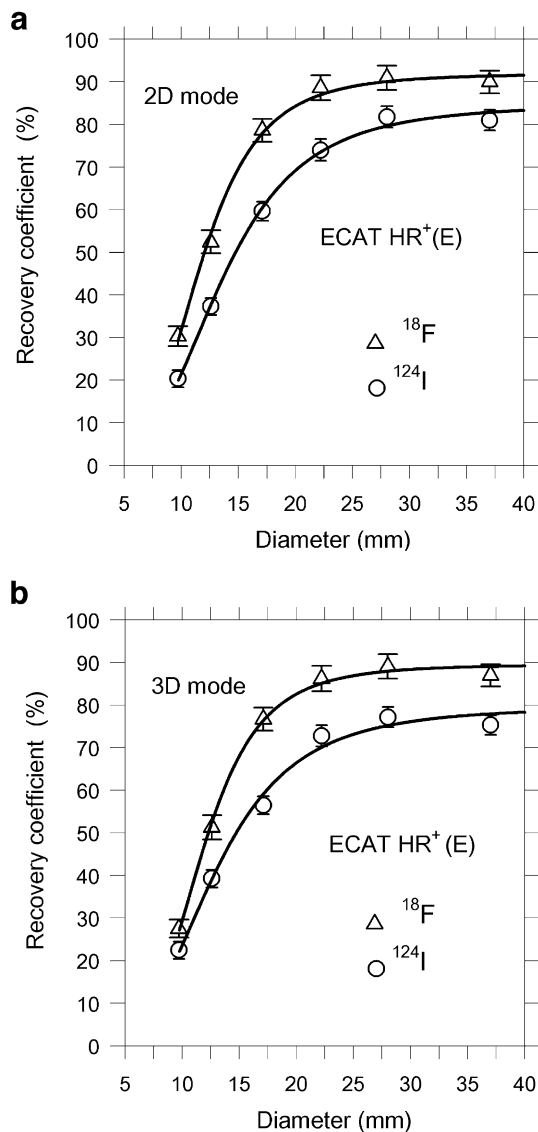 a
100
90
80
70
60
50
40
30
20
10
0
Recovery coefficient (%)
2D mode
ECAT HR⁺(E)
¹⁸F
¹²⁴I
5 10 15 20 25 30 35 40
Diameter (mm)
b
100
90
80
70
60
50
40
30
20
10
0
Recovery coefficient (%)
3D mode
ECAT HR⁺(E)
¹⁸F
¹²⁴I
5 10 15 22 25 30 35 40
Diameter (mm)